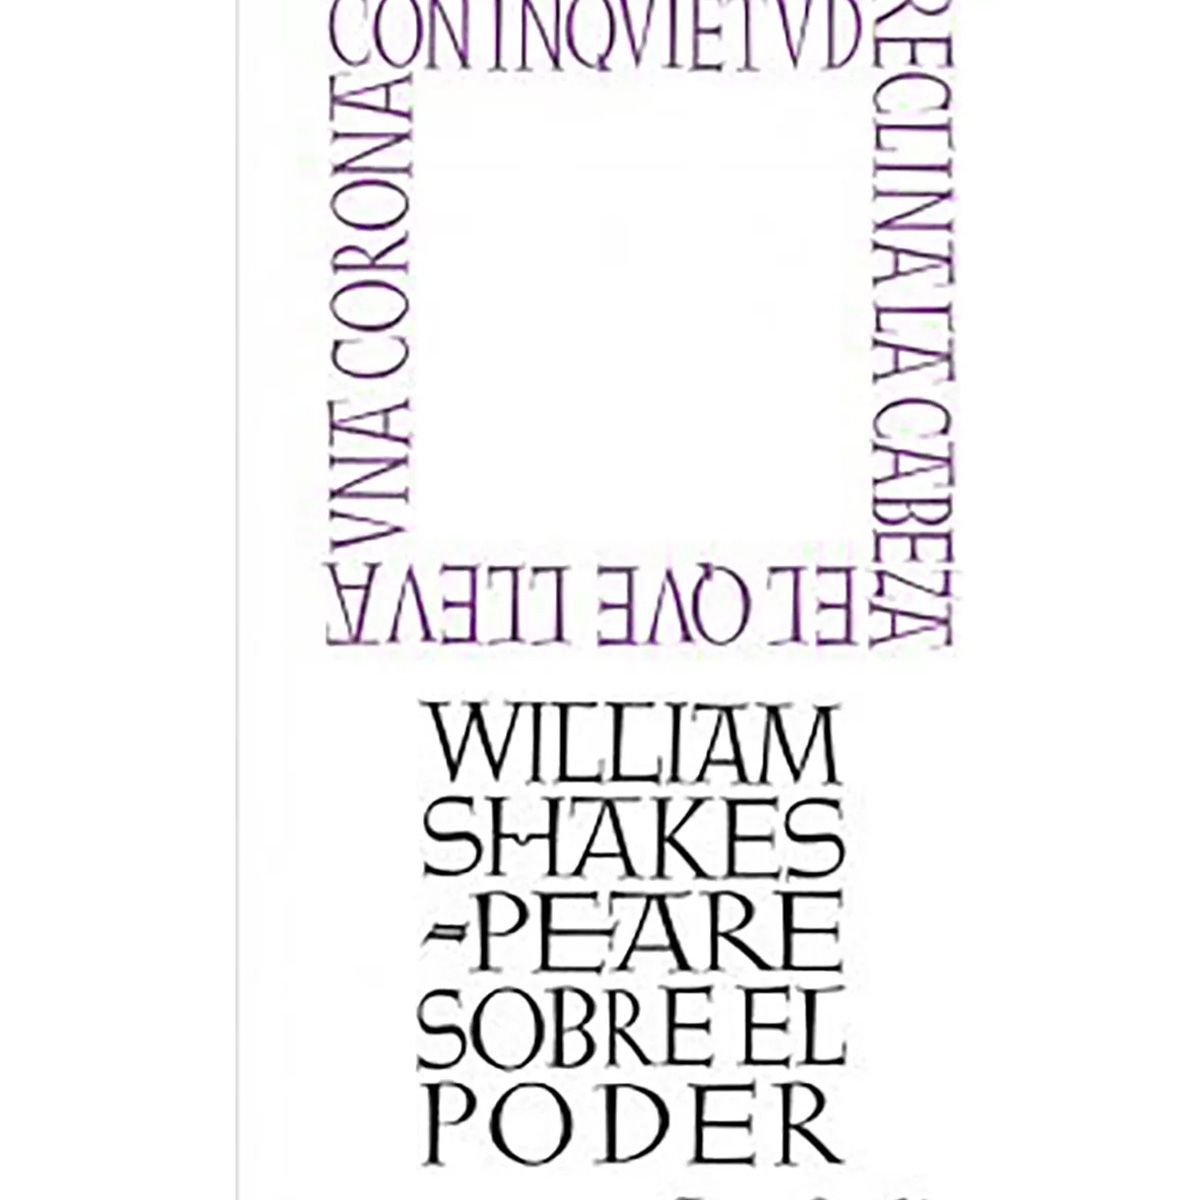 CON INQVIETVD
RECLINA LA CABEZA
EL QVE LLEVA
VNA CORONA
WILLIAM
SHAKES
=PEARE
SOBRE EL
PODER